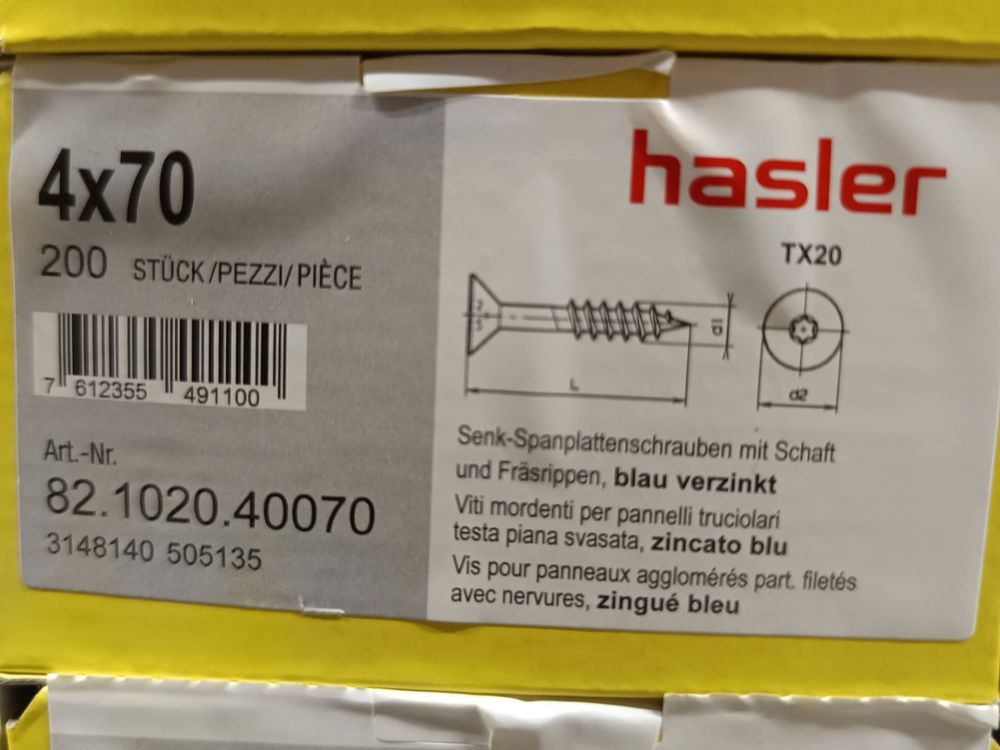 4x70
200 STÜCK/PEZZI/PIÈCE
7 612355 491100
Art.-Nr.
82.1020.40070
3148140 505135
hasler
TX20
L
d2
Senk-Spanplattenschrauben mit Schaft
und Fräsrippen, blau verzinkt
Viti mordenti per pannelli truciolari
testa piana svasata, zincato blu
Vis pour panneaux agglomérés part. filetés
avec nervures, zingué bleu